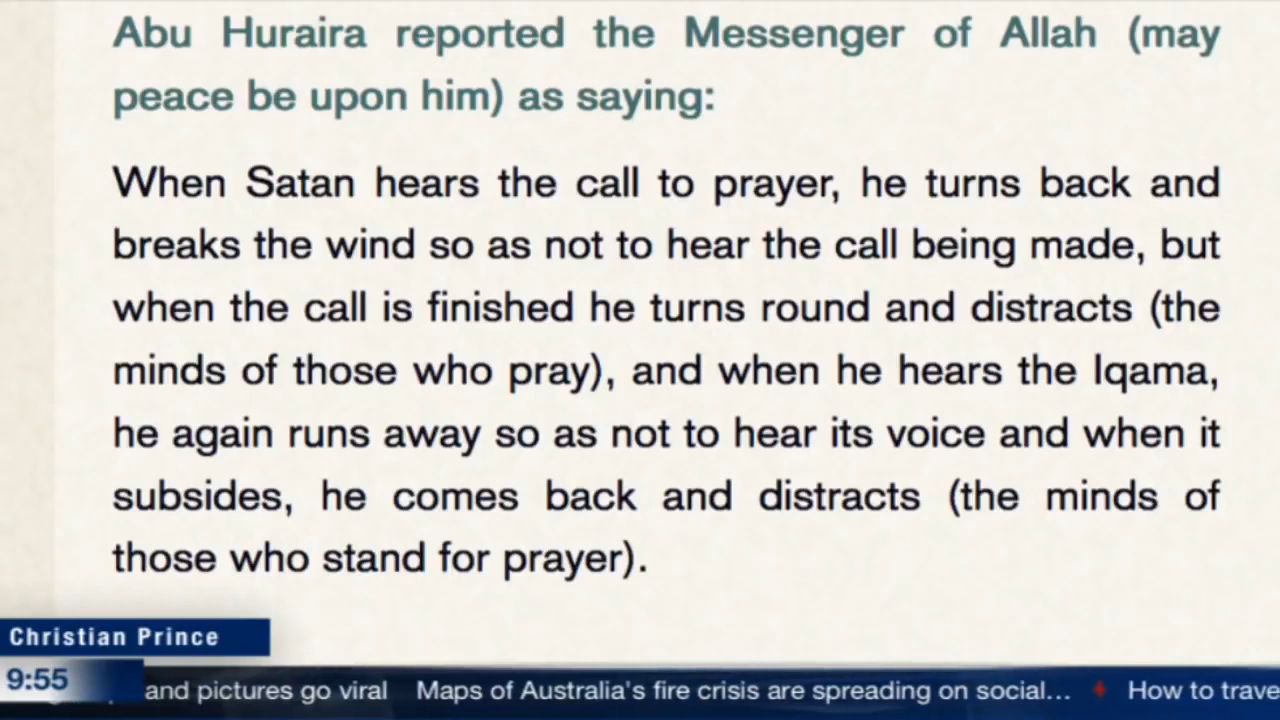 Abu Huraira reported the Messenger of Allah (may
peace be upon him) as saying:
When Satan hears the call to prayer, he turns back and
breaks the wind so as not to hear the call being made, but
when the call is finished he turns round and distracts (the
minds of those who pray), and when he hears the Iqama,
he again runs away so as not to hear its voice and when it
subsides, he comes back and distracts (the minds of
those who stand for prayer).
Christian Prince
9:55
and pictures go viral Maps of Australia's fire crisis are spreading on social... How to trave